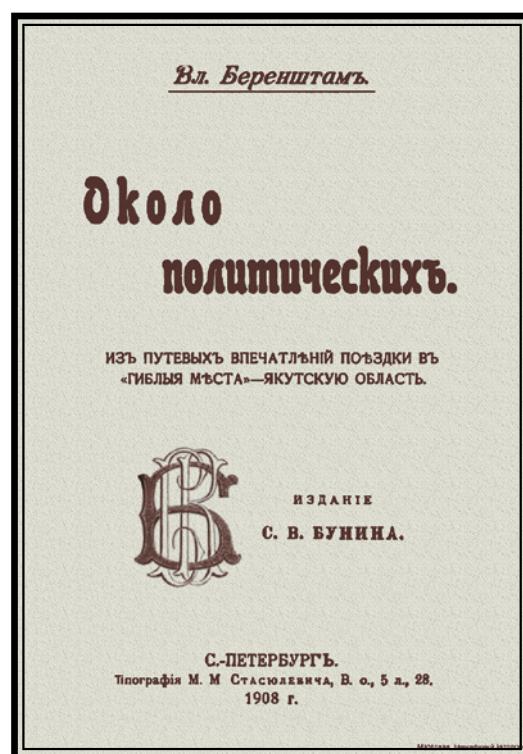 Вл. Беренштамъ.
Около
политическихъ.
ИЗЪ ПУТЕВЫХЪ ВПЕЧАТЛѢНІЙ ПОѢЗДКИ ВЪ
«ГИБЛЫЯ МѢСТА»—ЯКУТСКУЮ ОБЛАСТЬ.
ИЗДАНІЕ
С. В. БУНИНА.
С.-ПЕТЕРБУРГЪ.
Типографія М. М Стасюлевича, В. о., 5 л., 28.
1908 г.